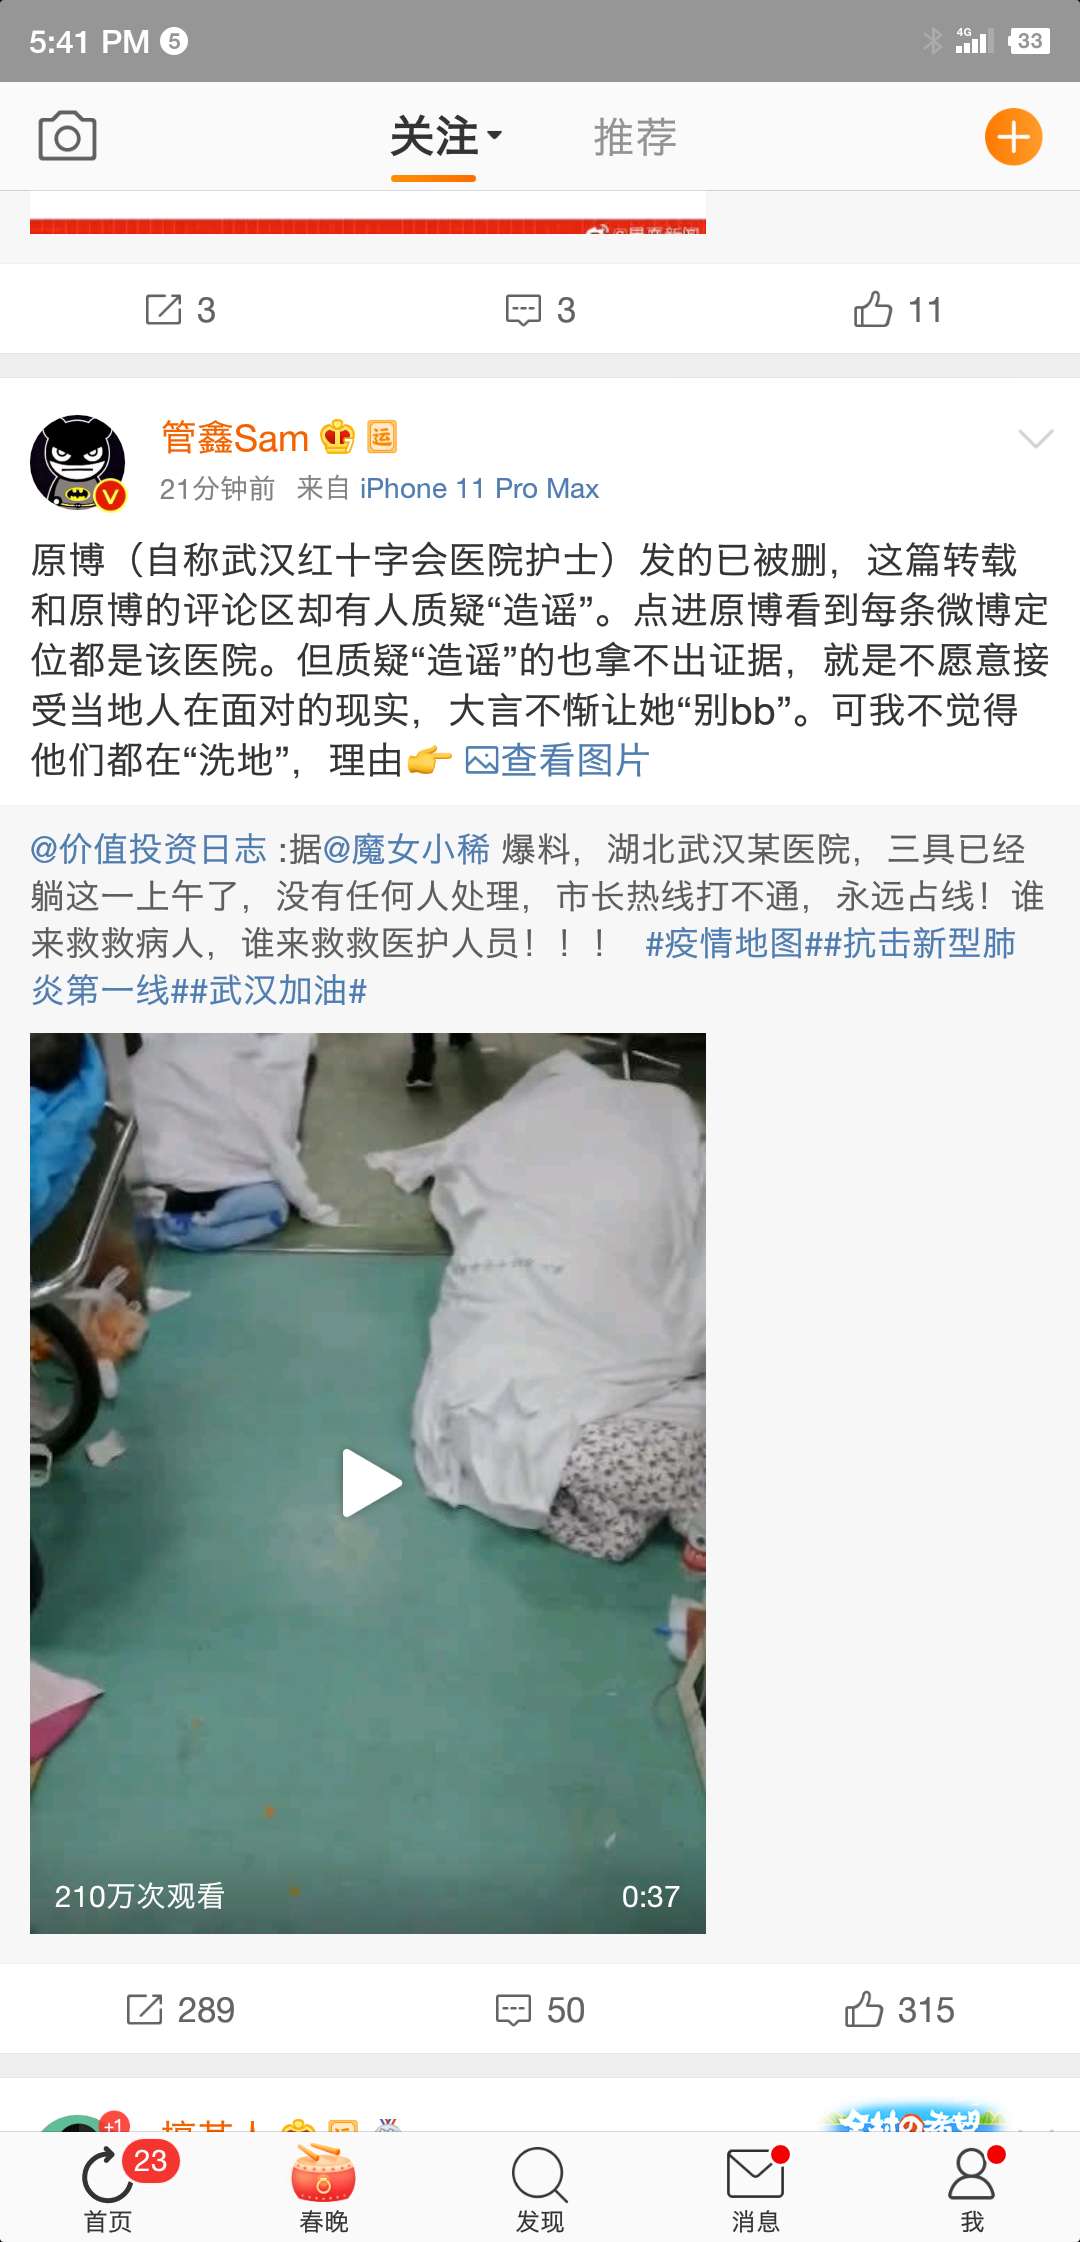 5:41 PM 5
4G 33
关注 推荐
3 3 11
管鑫Sam 运
21分钟前 来自 iPhone 11 Pro Max
原博（自称武汉红十字会医院护士）发的已被删，这篇转载
和原博的评论区却有人质疑“造谣”。点进原博看到每条微博定
位都是该医院。但质疑“造谣”的也拿不出证据，就是不愿意接
受当地人在面对的现实，大言不惭让她“别bb”。可我不觉得
他们都在“洗地”，理由👉查看图片
@价值投资日志 :据@魔女小稀 爆料，湖北武汉某医院，三具已经
躺这一上午了，没有任何人处理，市长热线打不通，永远占线！谁
来救救病人，谁来救救医护人员！！！ #疫情地图##抗击新型肺
炎第一线##武汉加油#
210万次观看 0:37
289 50 315
+1
23
首页 春晚 发现 消息 我